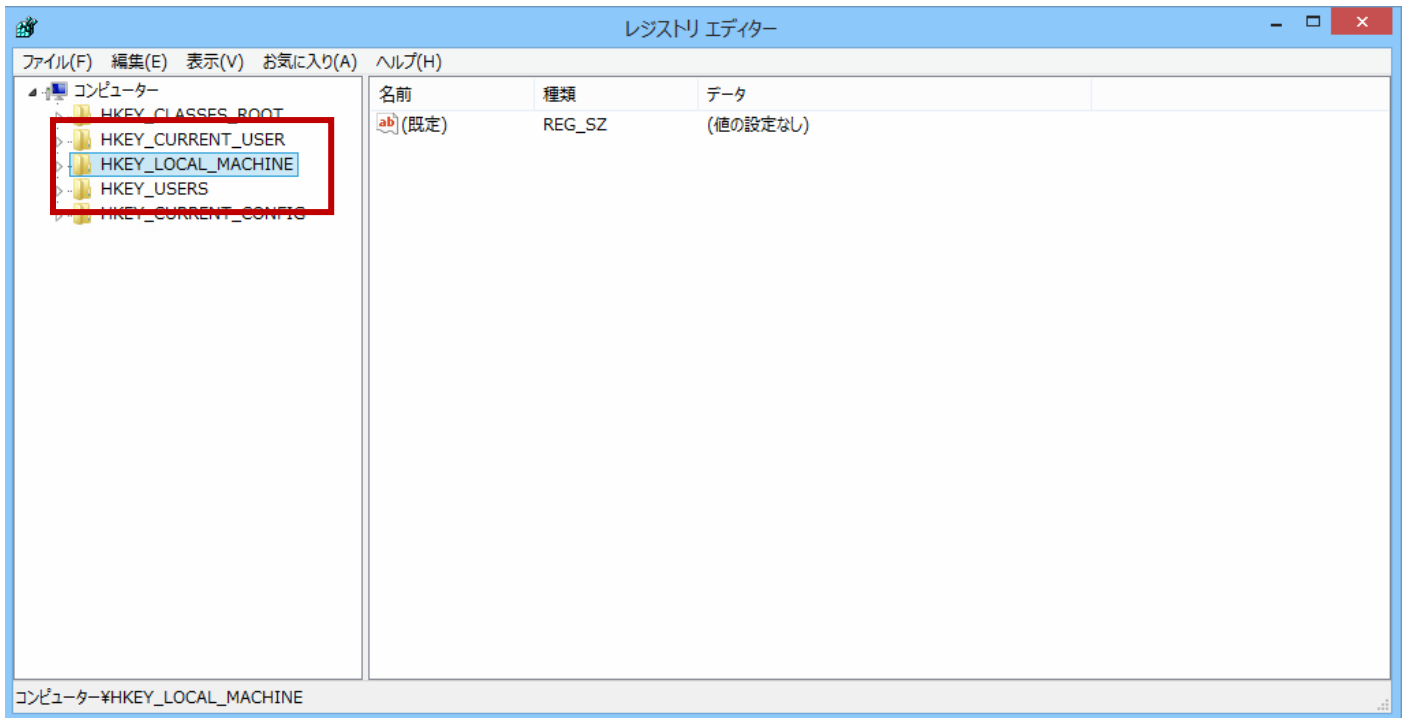 レジストリ エディター
ファイル(F) 編集(E) 表示(V) お気に入り(A) ヘルプ(H)
コンピューター
HKEY_CLASSES_ROOT
HKEY_CURRENT_USER
HKEY_LOCAL_MACHINE
HKEY_USERS
HKEY_CURRENT_CONFIG
名前 種類 データ
ab (既定) REG_SZ (値の設定なし)
コンピューター¥HKEY_LOCAL_MACHINE